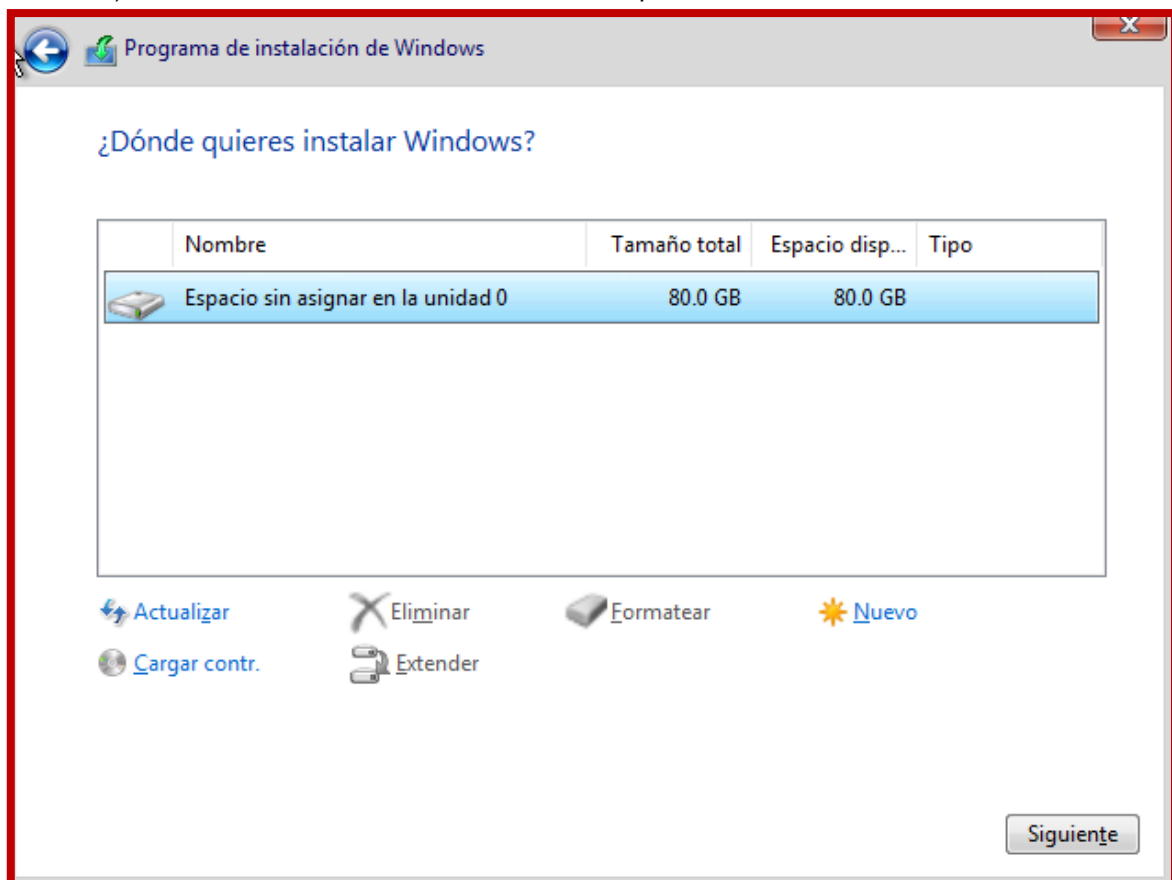 Programa de instalación de Windows
¿Dónde quieres instalar Windows?
Nombre Tamaño total Espacio disp... Tipo
Espacio sin asignar en la unidad 0 80.0 GB 80.0 GB
Actualizar Eliminar Formatear Nuevo
Cargar contr. Extender
Siguiente